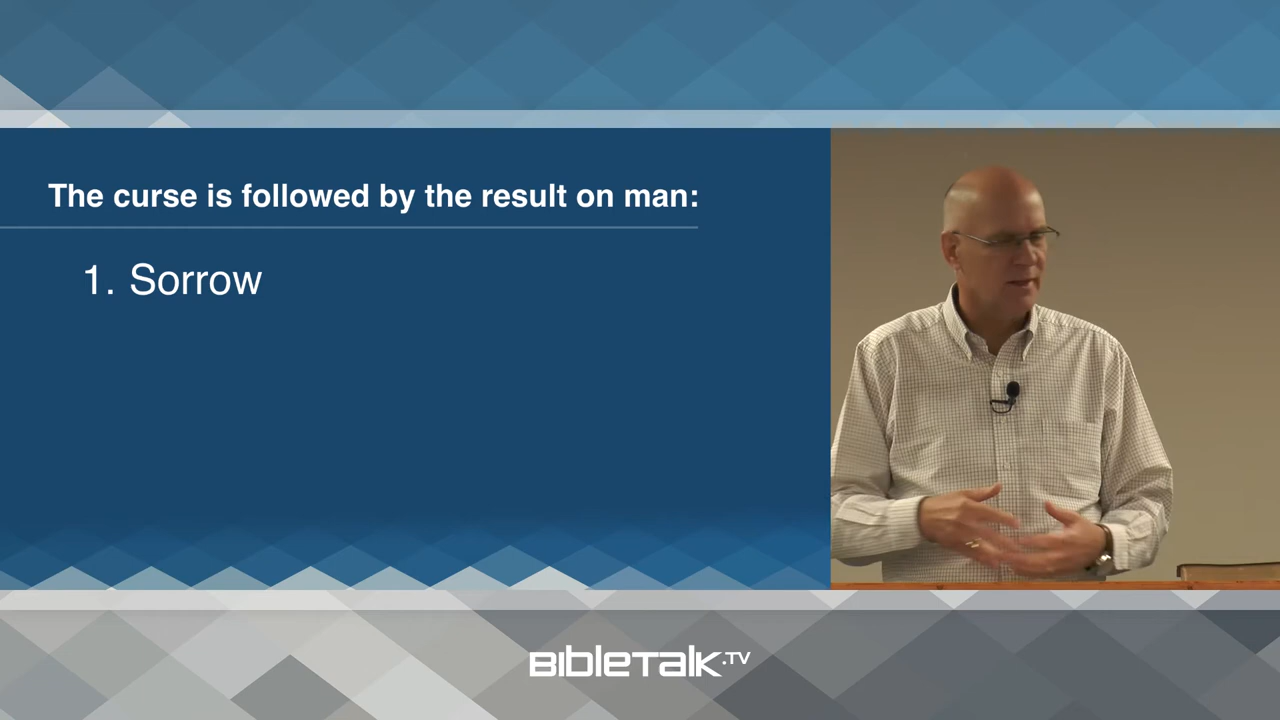 The curse is followed by the result on man:
1. Sorrow
BIBLETALK.TV